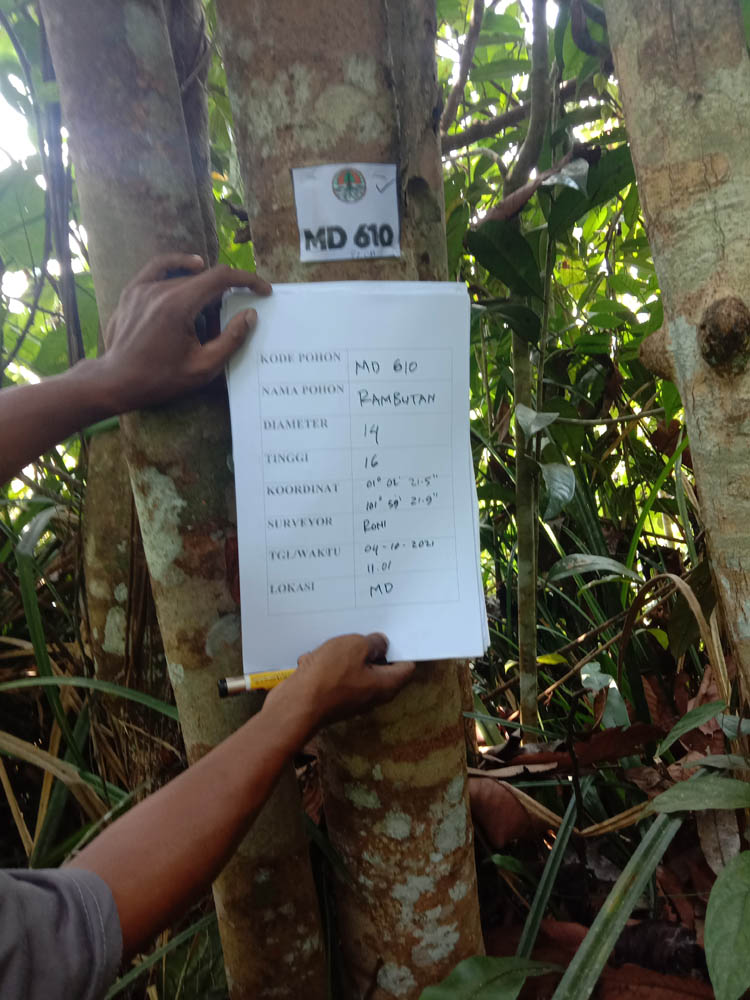 MD 610
KODE POHON MD 610
NAMA POHON RAMBUTAN
DIAMETER 14
TINGGI 16
KOORDINAT 01° 02' 21.5"
101° 59' 21.9"
SURVEYOR RONI
TGL/WAKTU 04-10-2021
11.01
LOKASI MD